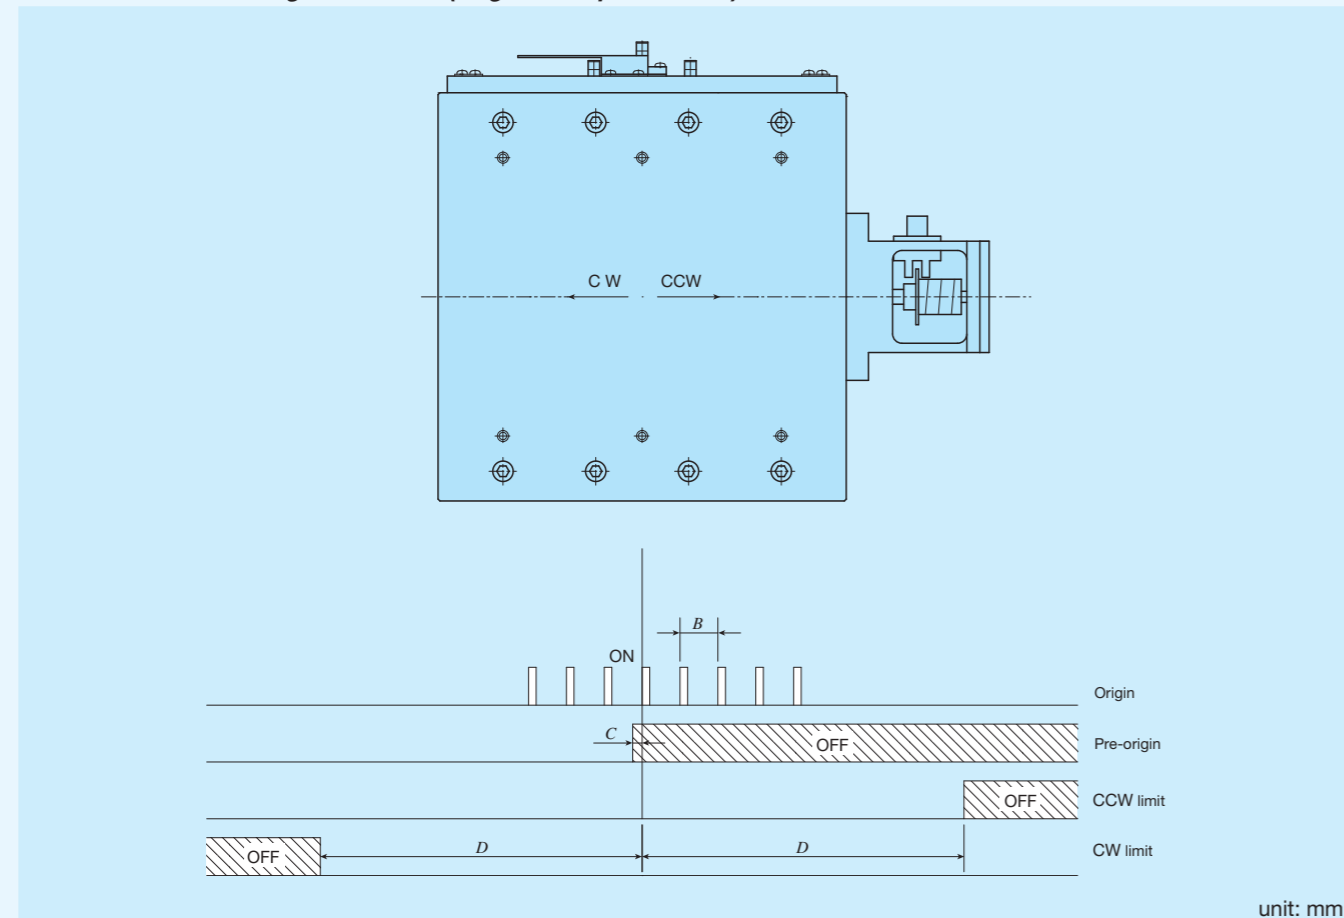 C W CCW
B
ON
Origin
C
OFF
Pre-origin
OFF
CCW limit
OFF
D
D
CW limit
unit: mm